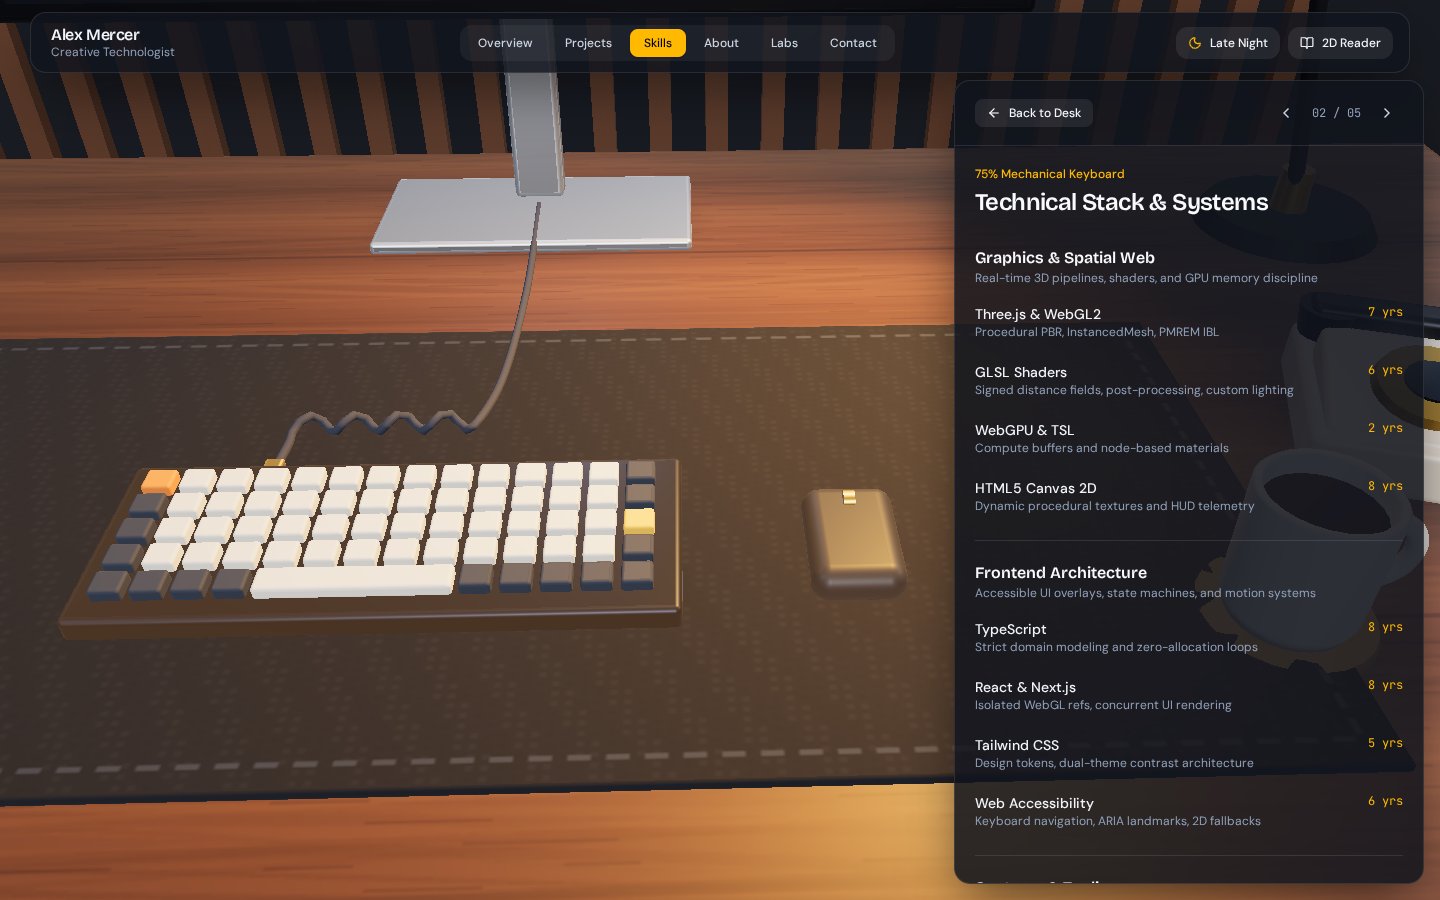 Alex Mercer
Creative Technologist
Overview
Projects
Skills
About
Labs
Contact
Late Night
2D Reader
Back to Desk
02 / 05
75% Mechanical Keyboard
Technical Stack & Systems
Graphics & Spatial Web
Real-time 3D pipelines, shaders, and GPU memory discipline
Three.js & WebGL2
7 yrs
Procedural PBR, InstancedMesh, PMREM IBL
GLSL Shaders
6 yrs
Signed distance fields, post-processing, custom lighting
WebGPU & TSL
2 yrs
Compute buffers and node-based materials
HTML5 Canvas 2D
8 yrs
Dynamic procedural textures and HUD telemetry
Frontend Architecture
Accessible UI overlays, state machines, and motion systems
TypeScript
8 yrs
Strict domain modeling and zero-allocation loops
React & Next.js
8 yrs
Isolated WebGL refs, concurrent UI rendering
Tailwind CSS
5 yrs
Design tokens, dual-theme contrast architecture
Web Accessibility
6 yrs
Keyboard navigation, ARIA landmarks, 2D fallbacks